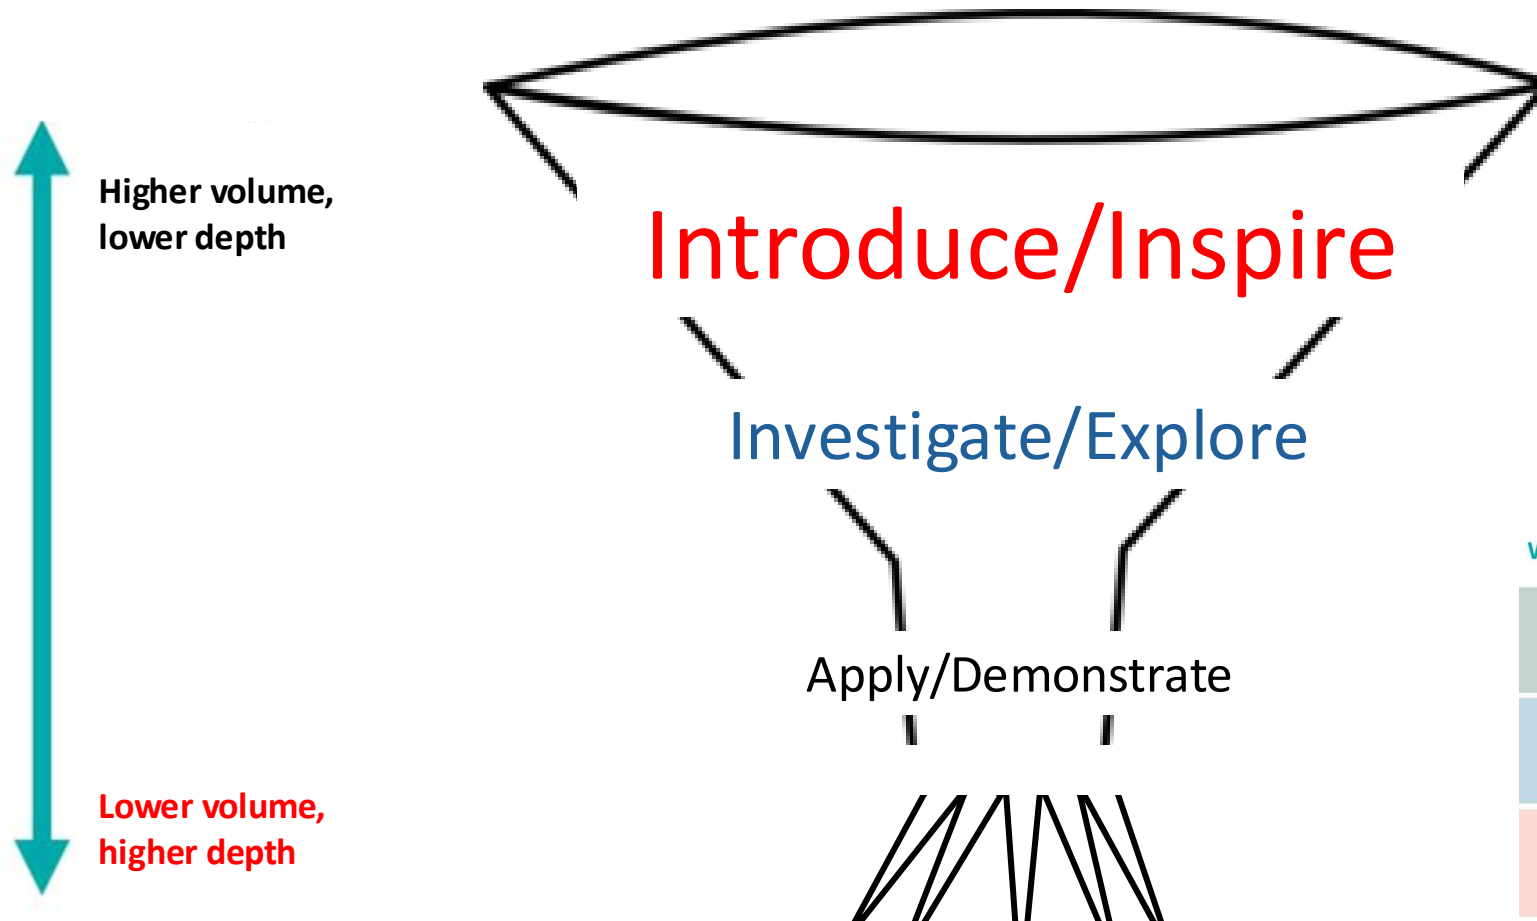 Higher volume,
lower depth
Introduce/Inspire
Investigate/Explore
Apply/Demonstrate
Lower volume,
higher depth